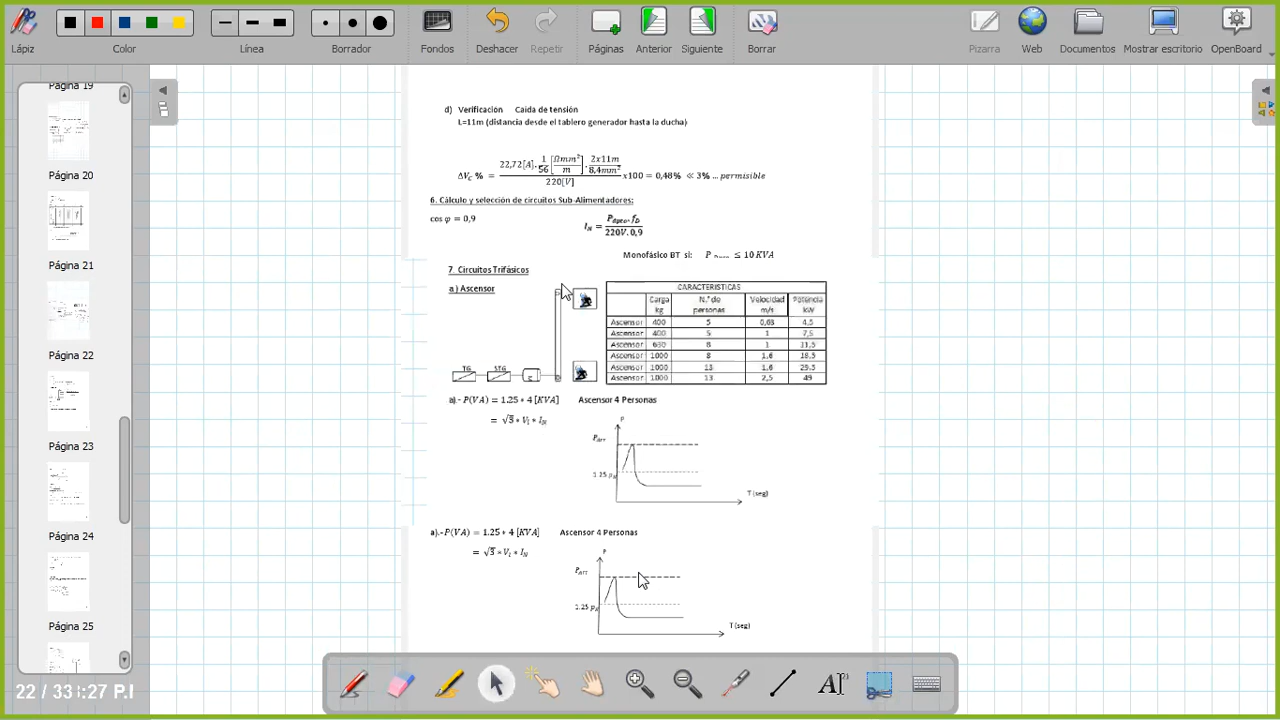 Lápiz
Color
Línea
Borrador
Fondos
Deshacer
Repetir
Páginas
Anterior
Siguiente
Borrar
Pizarra
Web
Documentos
Mostrar escritorio
OpenBoard
Página 19
Página 20
Página 21
Página 22
Página 23
Página 24
Página 25
22 / 33
:27 P.I
d) Verificación Caida de tensión
L=11m (distancia desde el tablero generador hasta la ducha)
ΔV_C % = (22,72[A]. 1/56 [Ωmm²/m] . 2x11m/8,4mm²) / 220[V] x100 = 0,48% ≪ 3% ... permisible
6. Cálculo y selección de circuitos Sub-Alimentadores:
cos φ = 0,9
I_N = P_dpto. f_D / 220V. 0,9
Monofásico BT si: P ≤ 10 KVA
7. Circuitos Trifásicos
a ) Ascensor
TG STG
CARACTERISTICAS
Carga kg N.° de personas Velocidad m/s Potencia kW
Ascensor 400 5 0,63 4,5
Ascensor 400 5 1 7,5
Ascensor 630 8 1 11,5
Ascensor 1000 8 1,6 18,5
Ascensor 1000 13 1,6 29,5
Ascensor 1000 13 2,5 49
a).- P(VA) = 1.25 * 4 [KVA] Ascensor 4 Personas
= √3 * V_l * I_N
P
P_arr
1.25 P_N
T (seg)
a).-P(VA) = 1.25 * 4 [KVA] Ascensor 4 Personas
= √3 * V_l * I_N
P
P_arr
1.25 P_N
T (seg)